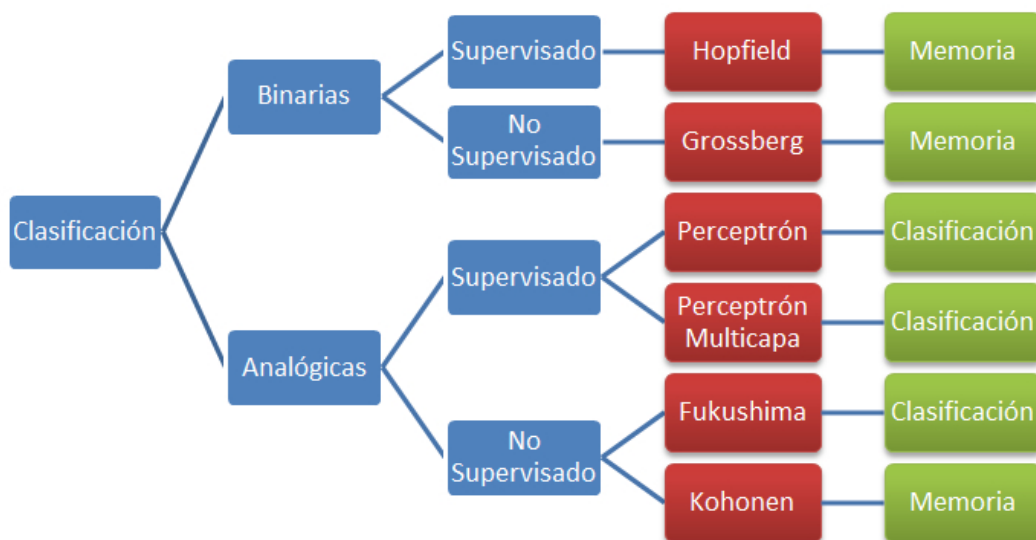 Clasificación
Binarias
Supervisado
Hopfield
Memoria
No
Supervisado
Grossberg
Memoria
Analógicas
Supervisado
Perceptrón
Clasificación
Perceptrón
Multicapa
Clasificación
No
Supervisado
Fukushima
Clasificación
Kohonen
Memoria